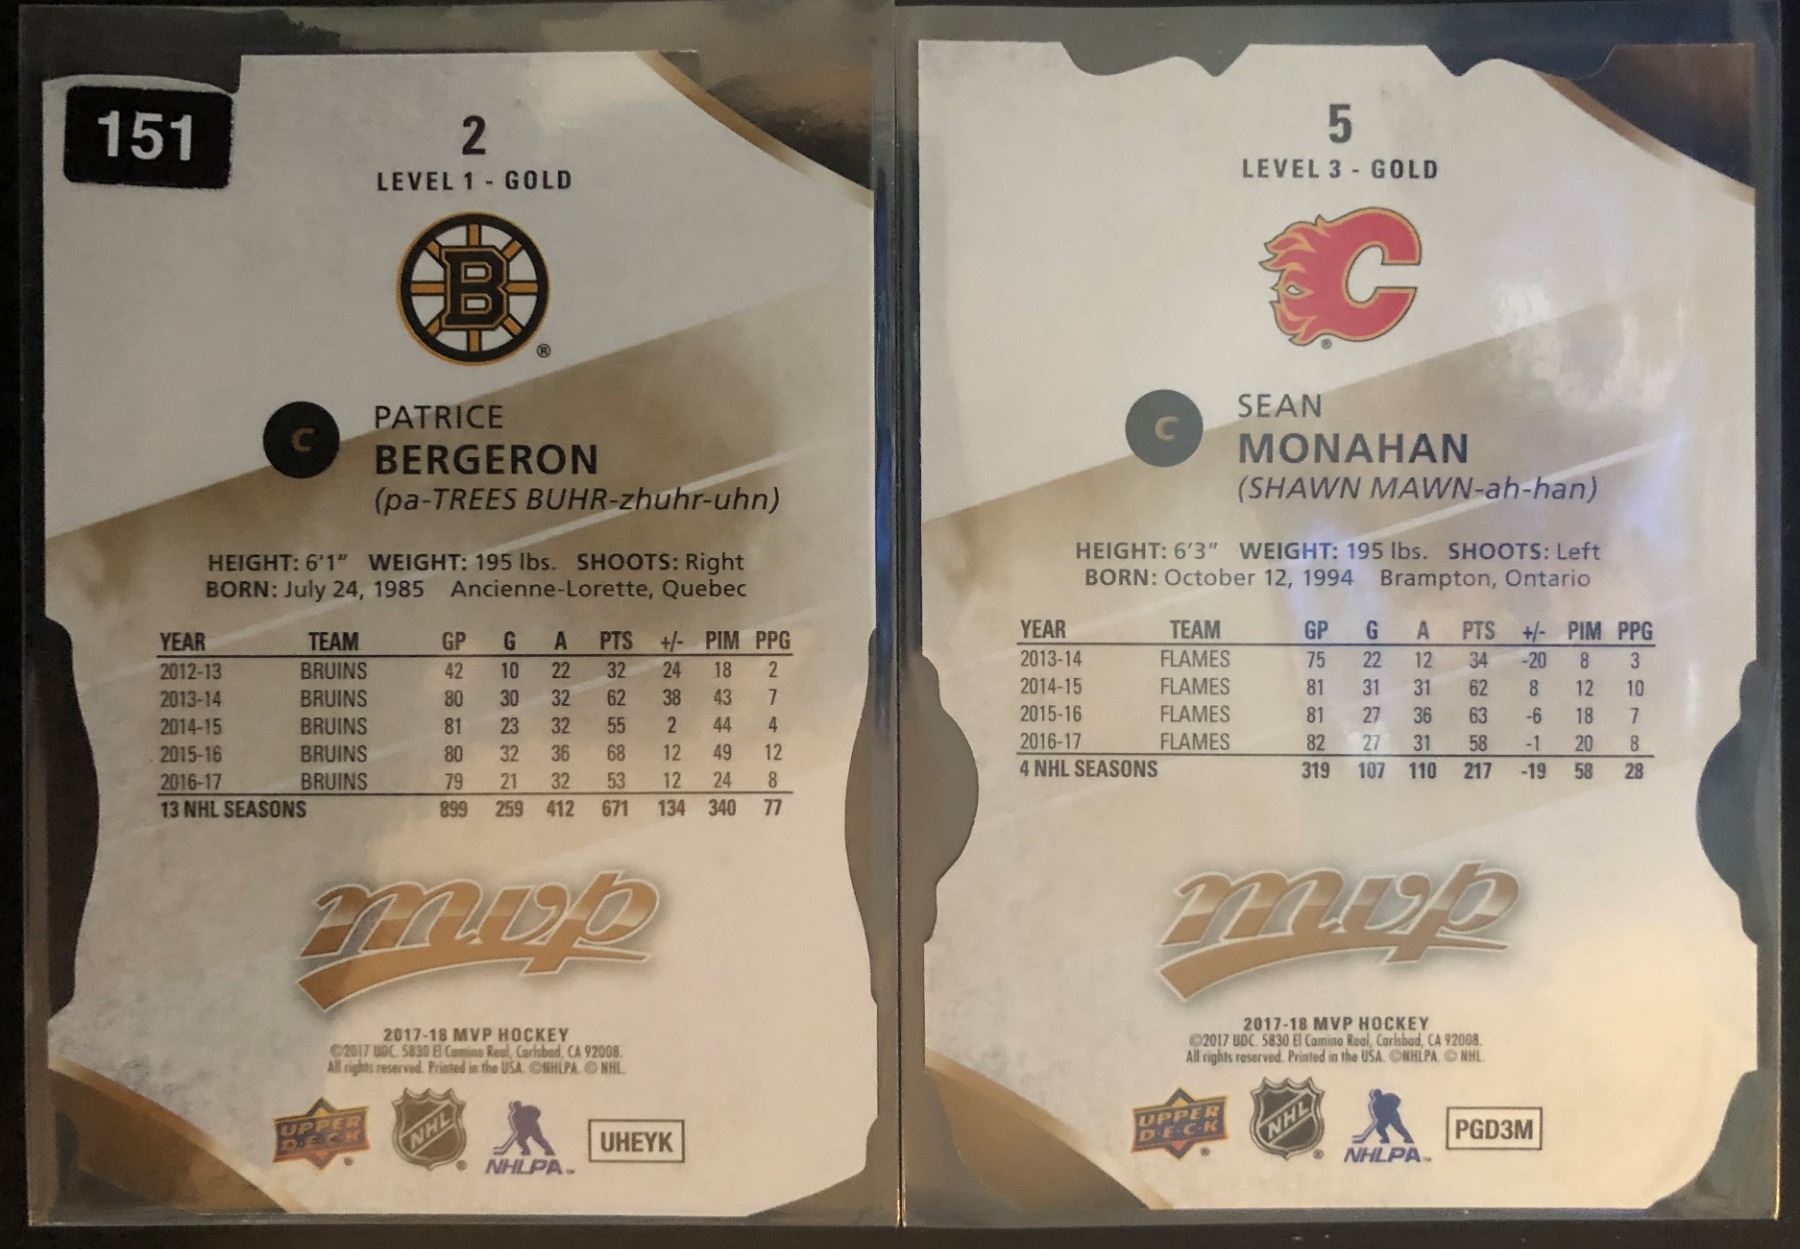 151
2
LEVEL 1 - GOLD
B
®
C
PATRICE
BERGERON
(pa-TREES BUHR-zhuhr-uhn)
HEIGHT: 6'1" WEIGHT: 195 lbs. SHOOTS: Right
BORN: July 24, 1985 Ancienne-Lorette, Quebec
YEAR TEAM GP G A PTS +/- PIM PPG
2012-13 BRUINS 42 10 22 32 24 18 2
2013-14 BRUINS 80 30 32 62 38 43 7
2014-15 BRUINS 81 23 32 55 2 44 4
2015-16 BRUINS 80 32 36 68 12 49 12
2016-17 BRUINS 79 21 32 53 12 24 8
13 NHL SEASONS 899 259 412 671 134 340 77
mvp
2017-18 MVP HOCKEY
©2017 UDC. 5830 El Camino Real, Carlsbad, CA 92008.
All rights reserved. Printed in the USA. ©NHLPA. © NHL.
UPPER DECK ® NHL ® NHLPA™ UHEYK
5
LEVEL 3 - GOLD
C
®
C
SEAN
MONAHAN
(SHAWN MAWN-ah-han)
HEIGHT: 6'3" WEIGHT: 195 lbs. SHOOTS: Left
BORN: October 12, 1994 Brampton, Ontario
YEAR TEAM GP G A PTS +/- PIM PPG
2013-14 FLAMES 75 22 12 34 -20 8 3
2014-15 FLAMES 81 31 31 62 8 12 10
2015-16 FLAMES 81 27 36 63 -6 18 7
2016-17 FLAMES 82 27 31 58 -1 20 8
4 NHL SEASONS 319 107 110 217 -19 58 28
mvp
2017-18 MVP HOCKEY
©2017 UDC. 5830 El Camino Real, Carlsbad, CA 92008.
All rights reserved. Printed in the USA. ©NHLPA. © NHL.
UPPER DECK ® NHL ® NHLPA™ PGD3M